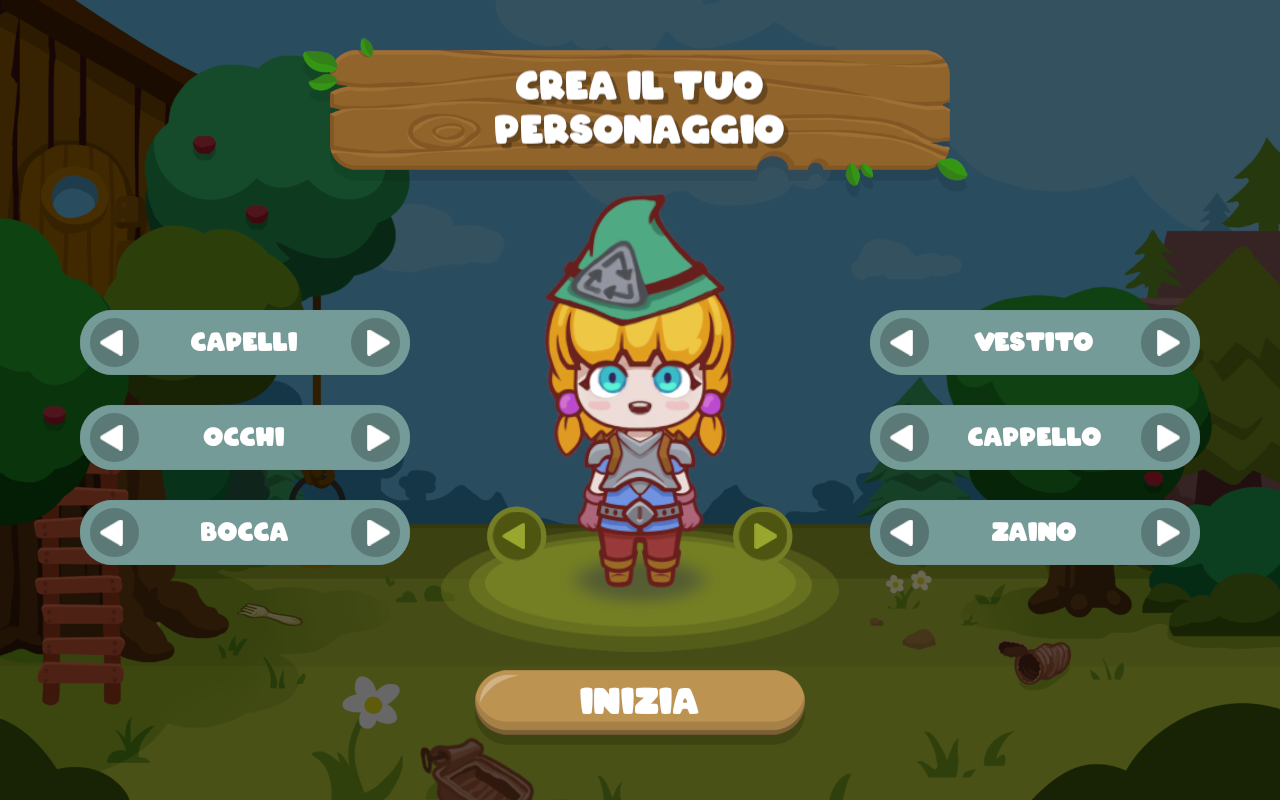 CREA IL TUO
PERSONAGGIO
CAPELLI
OCCHI
BOCCA
VESTITO
CAPPELLO
ZAINO
INIZIA